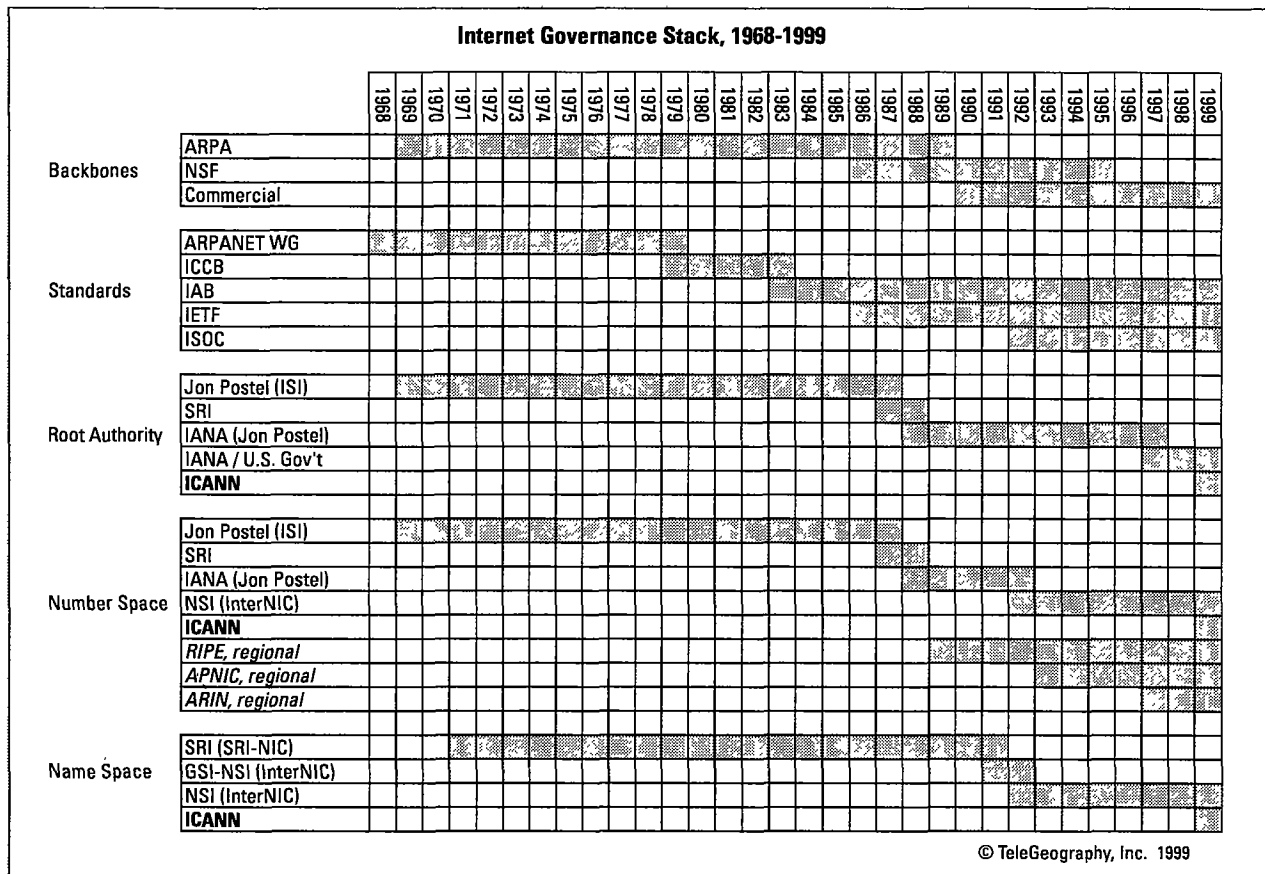 Internet Governance Stack, 1968-1999
1968 1969 1970 1971 1972 1973 1974 1975 1976 1977 1978 1979 1980 1981 1982 1983 1984 1985 1986 1987 1988 1989 1990 1991 1992 1993 1994 1995 1996 1997 1998 1999
Backbones
ARPA
NSF
Commercial
Standards
ARPANET WG
ICCB
IAB
IETF
ISOC
Root Authority
Jon Postel (ISI)
SRI
IANA (Jon Postel)
IANA / U.S. Gov't
ICANN
Number Space
Jon Postel (ISI)
SRI
IANA (Jon Postel)
NSI (InterNIC)
ICANN
RIPE, regional
APNIC, regional
ARIN, regional
Name Space
SRI (SRI-NIC)
GSI-NSI (InterNIC)
NSI (InterNIC)
ICANN
© TeleGeography, Inc. 1999